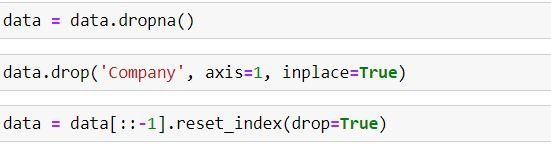 data = data.dropna()
data.drop('Company', axis=1, inplace=True)
data = data[::-1].reset_index(drop=True)